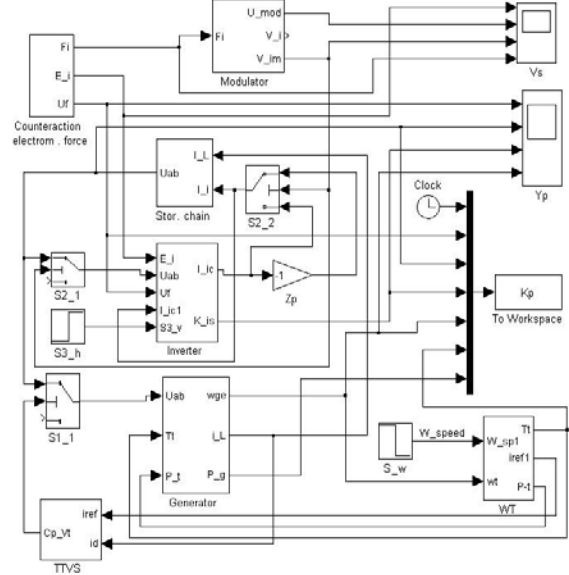 Fi
E_i
Uf
Counteraction
electrom . force
Fi
U_mod
V_i
V_im
Modulator
Vs
Yp
Uab
I_L
I_i
Stor. chain
S2_2
Clock
S2_1
E_i
Uab
Uf
I_ic1
S3_v
I_ic
K_is
Inverter
-1
Zp
Kp
To Workspace
S3_h
S1_1
Uab
Tt
P_t
wge
i_L
P_g
Generator
W_speed
S_w
W_sp1
wt
Tt
iref1
P-t
WT
Cp_Vt
iref
id
TTVS